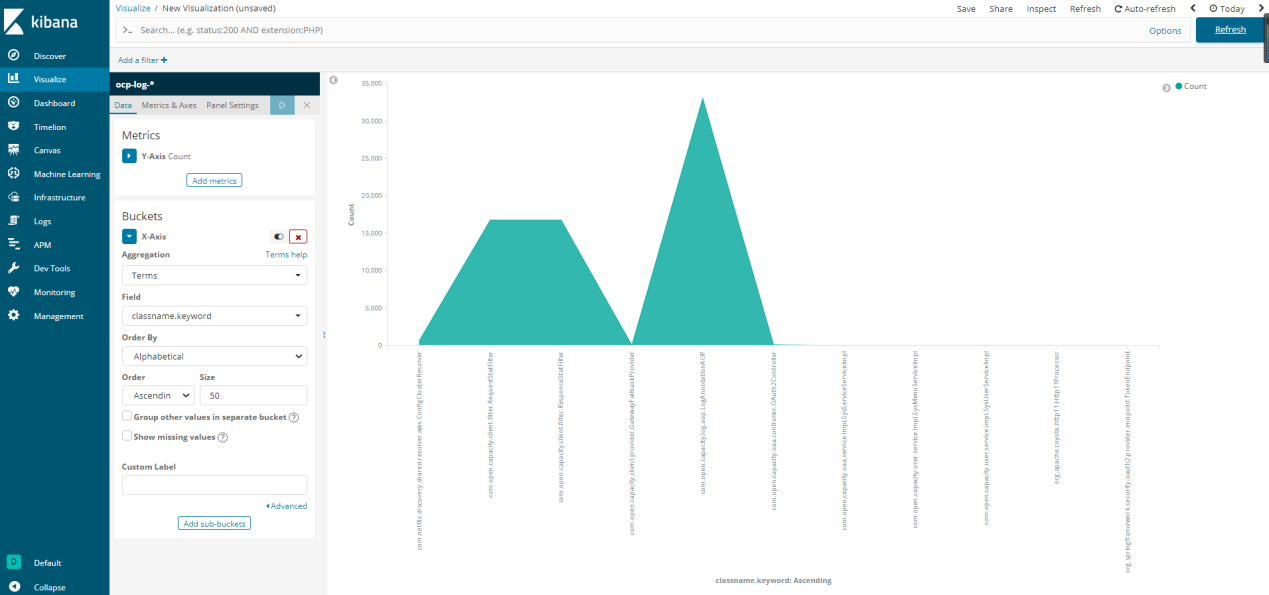 kibana
Discover
Visualize
Dashboard
Timelion
Canvas
Machine Learning
Infrastructure
Logs
APM
Dev Tools
Monitoring
Management
D Default
Collapse
Visualize / New Visualization (unsaved)
Save Share Inspect Refresh Auto-refresh Today
>_ Search... (e.g. status:200 AND extension:PHP)
Options
Refresh
Add a filter +
ocp-log-*
Data Metrics & Axes Panel Settings
Metrics
Y-Axis Count
Add metrics
Buckets
X-Axis
Aggregation Terms help
Terms
Field
classname.keyword
Order By
Alphabetical
Order Size
Ascendin 50
Group other values in separate bucket ?
Show missing values ?
Custom Label
Advanced
Add sub-buckets
35,000
30,000
25,000
20,000
15,000
10,000
5,000
0
Count
Count
com.netflix.discovery.shared.resolver.aws.ConfigClusterResolver
com.open.capacity.client.filter.RequestStatFilter
com.open.capacity.client.filter.ResponseStatFilter
com.open.capacity.client.provider.GatewayFallbackProvider
com.open.capacity.log.aop.LogAnnotationAOP
com.open.capacity.uaa.controller.OAuth2Controller
com.open.capacity.uaa.service.impl.SysServiceServiceImpl
com.open.capacity.user.service.impl.SysMenuServiceImpl
com.open.capacity.user.service.impl.SysUserServiceImpl
org.apache.coyote.http11.Http11Processor
org.springframework.security.oauth2.provider.endpoint.TokenEndpoint
classname.keyword: Ascending